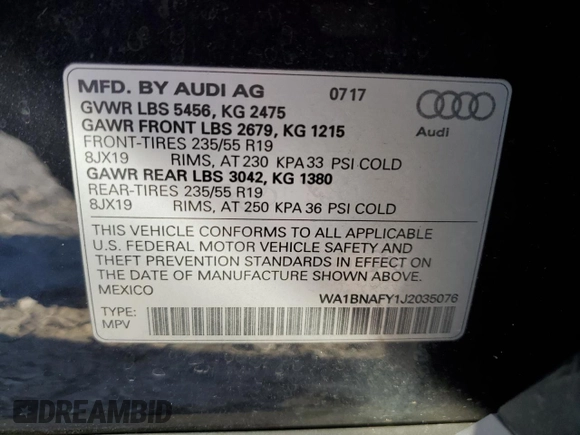 MFD. BY AUDI AG 07 17
GVWR LBS 5456, KG 2475
GAWR FRONT LBS 2679, KG 1215
Audi
FRONT-TIRES 235/55 R19
8JX19 RIMS, AT 230 KPA 33 PSI COLD
GAWR REAR LBS 3042, KG 1380
REAR-TIRES 235/55 R19
8JX19 RIMS, AT 250 KPA 36 PSI COLD
THIS VEHICLE CONFORMS TO ALL APPLICABLE
U.S. FEDERAL MOTOR VEHICLE SAFETY AND
THEFT PREVENTION STANDARDS IN EFFECT ON
THE DATE OF MANUFACTURE SHOWN ABOVE.
MEXICO WA1BNAFY1J2035076
TYPE:
MPV
DREAMBID